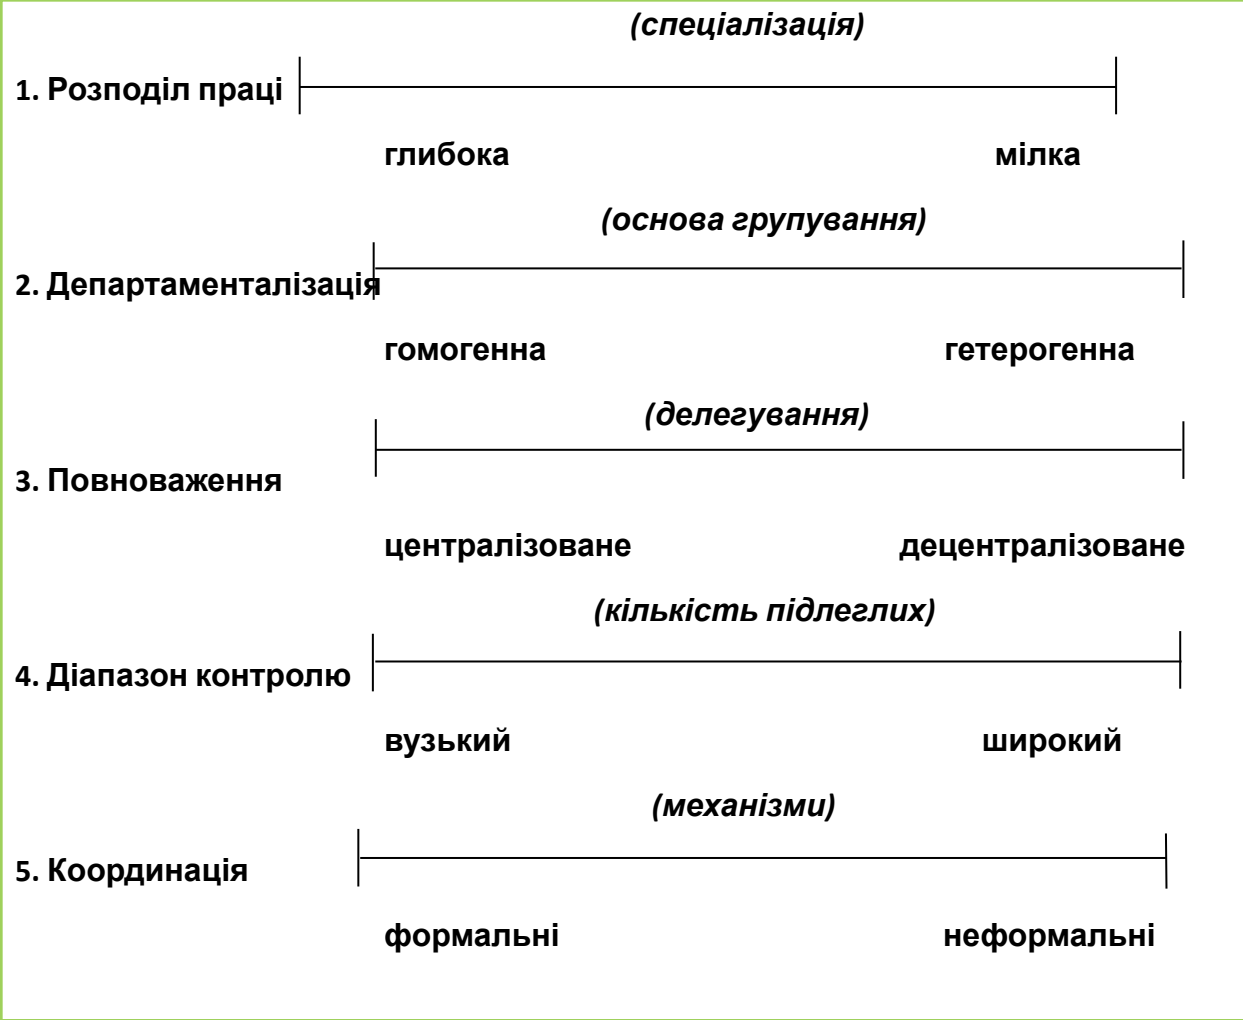 (спеціалізація)
1. Розподіл праці
глибока мілка
(основа групування)
2. Департаменталізація
гомогенна гетерогенна
(делегування)
3. Повноваження
централізоване децентралізоване
(кількість підлеглих)
4. Діапазон контролю
вузький широкий
(механізми)
5. Координація
формальні неформальні